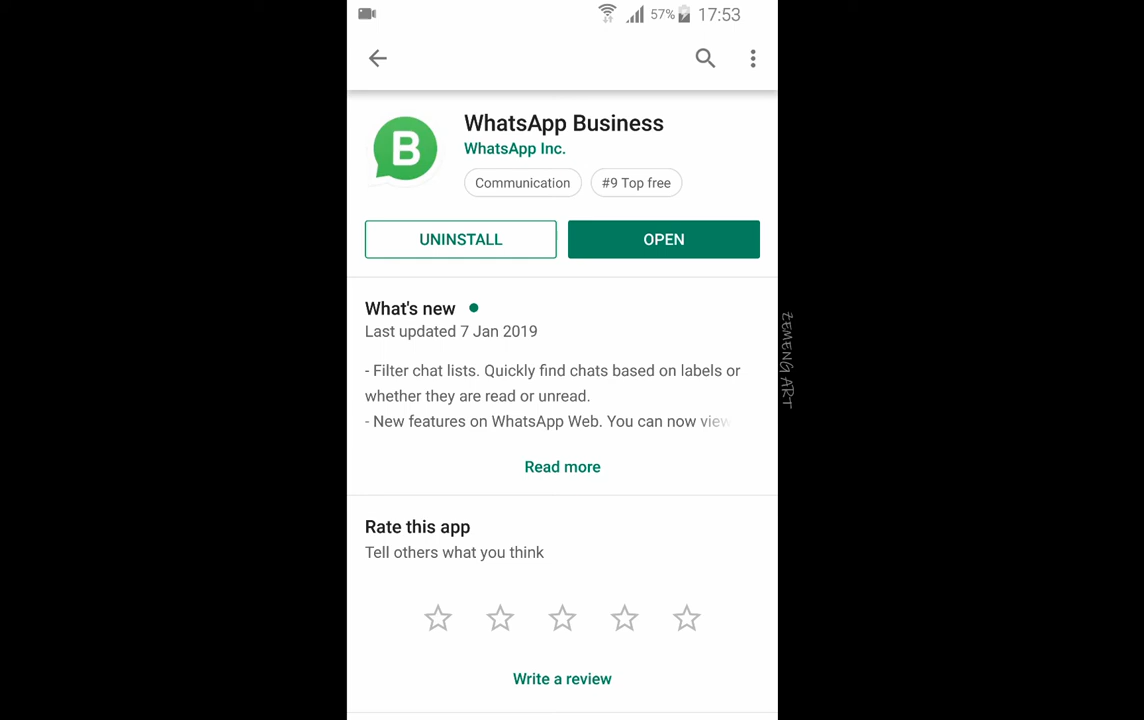 57% 17:53
WhatsApp Business
B
WhatsApp Inc.
Communication #9 Top free
UNINSTALL OPEN
What's new
Last updated 7 Jan 2019
- Filter chat lists. Quickly find chats based on labels or
whether they are read or unread.
- New features on WhatsApp Web. You can now view
Read more
Rate this app
Tell others what you think
Write a review
ZEMENG ART